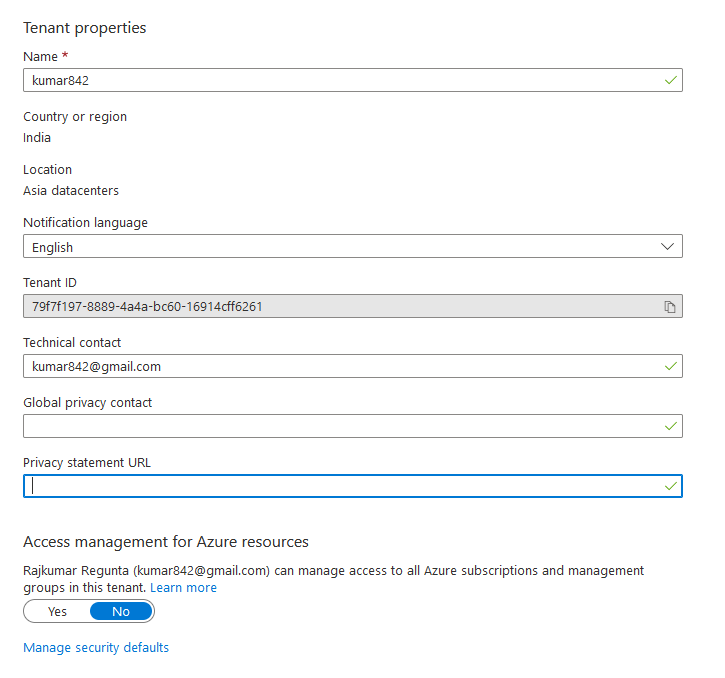 Tenant properties
Name *
kumar842
Country or region
India
Location
Asia datacenters
Notification language
English
Tenant ID
79f7f197-8889-4a4a-bc60-16914cff6261
Technical contact
kumar842@gmail.com
Global privacy contact
Privacy statement URL
Access management for Azure resources
Rajkumar Regunta (kumar842@gmail.com) can manage access to all Azure subscriptions and management
groups in this tenant. Learn more
Yes No
Manage security defaults